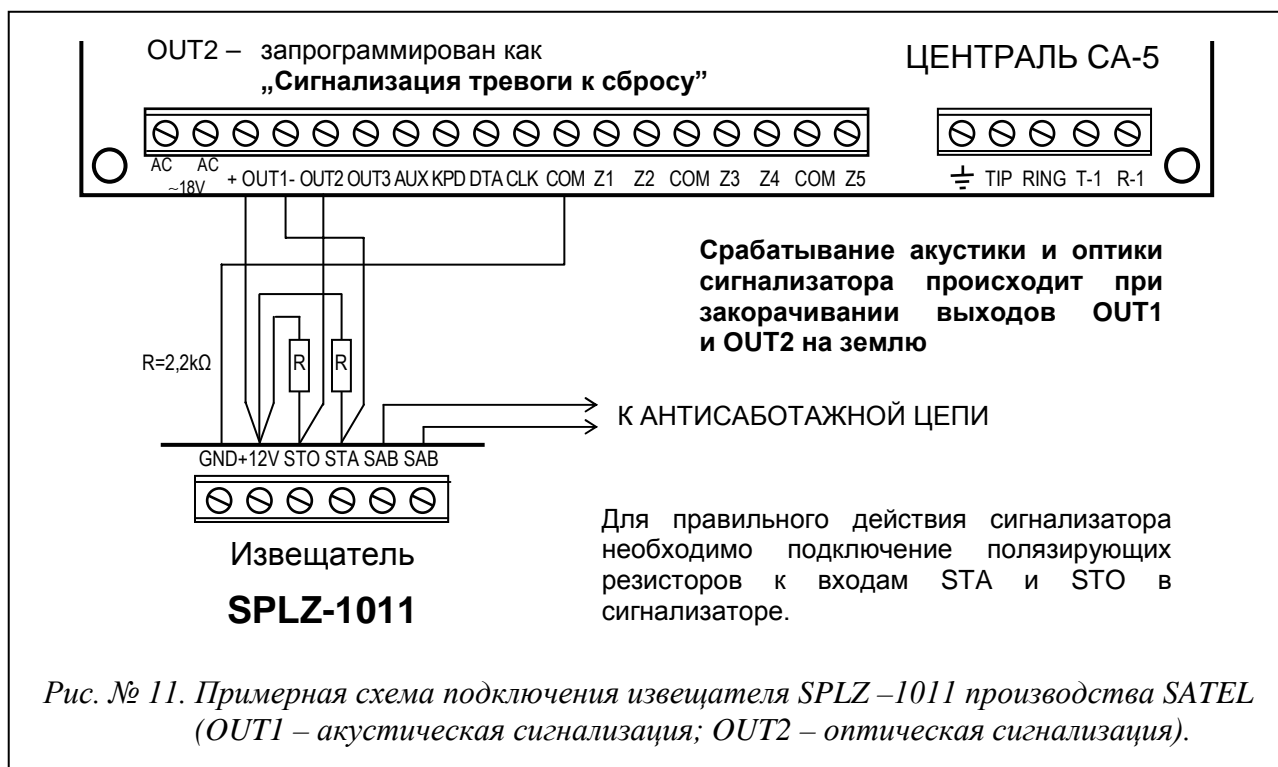 OUT2 – запрограммирован как
„Сигнализация тревоги к сбросу”
ЦЕНТРАЛЬ CA-5
AC AC
~18V
+ OUT1- OUT2 OUT3 AUX KPD DTA CLK COM Z1 Z2 COM Z3 Z4 COM Z5
TIP RING T-1 R-1
Срабатывание акустики и оптики
сигнализатора происходит при
закорачивании выходов OUT1
и OUT2 на землю
R=2,2kΩ
R R
К АНТИСАБОТАЖНОЙ ЦЕПИ
GND+12V STO STA SAB SAB
Извещатель
SPLZ-1011
Для правильного действия сигнализатора
необходимо подключение полязирующих
резисторов к входам STA и STO в
сигнализаторе.
Рис. № 11. Примерная схема подключения извещателя SPLZ –1011 производства SATEL
(OUT1 – акустическая сигнализация; OUT2 – оптическая сигнализация).